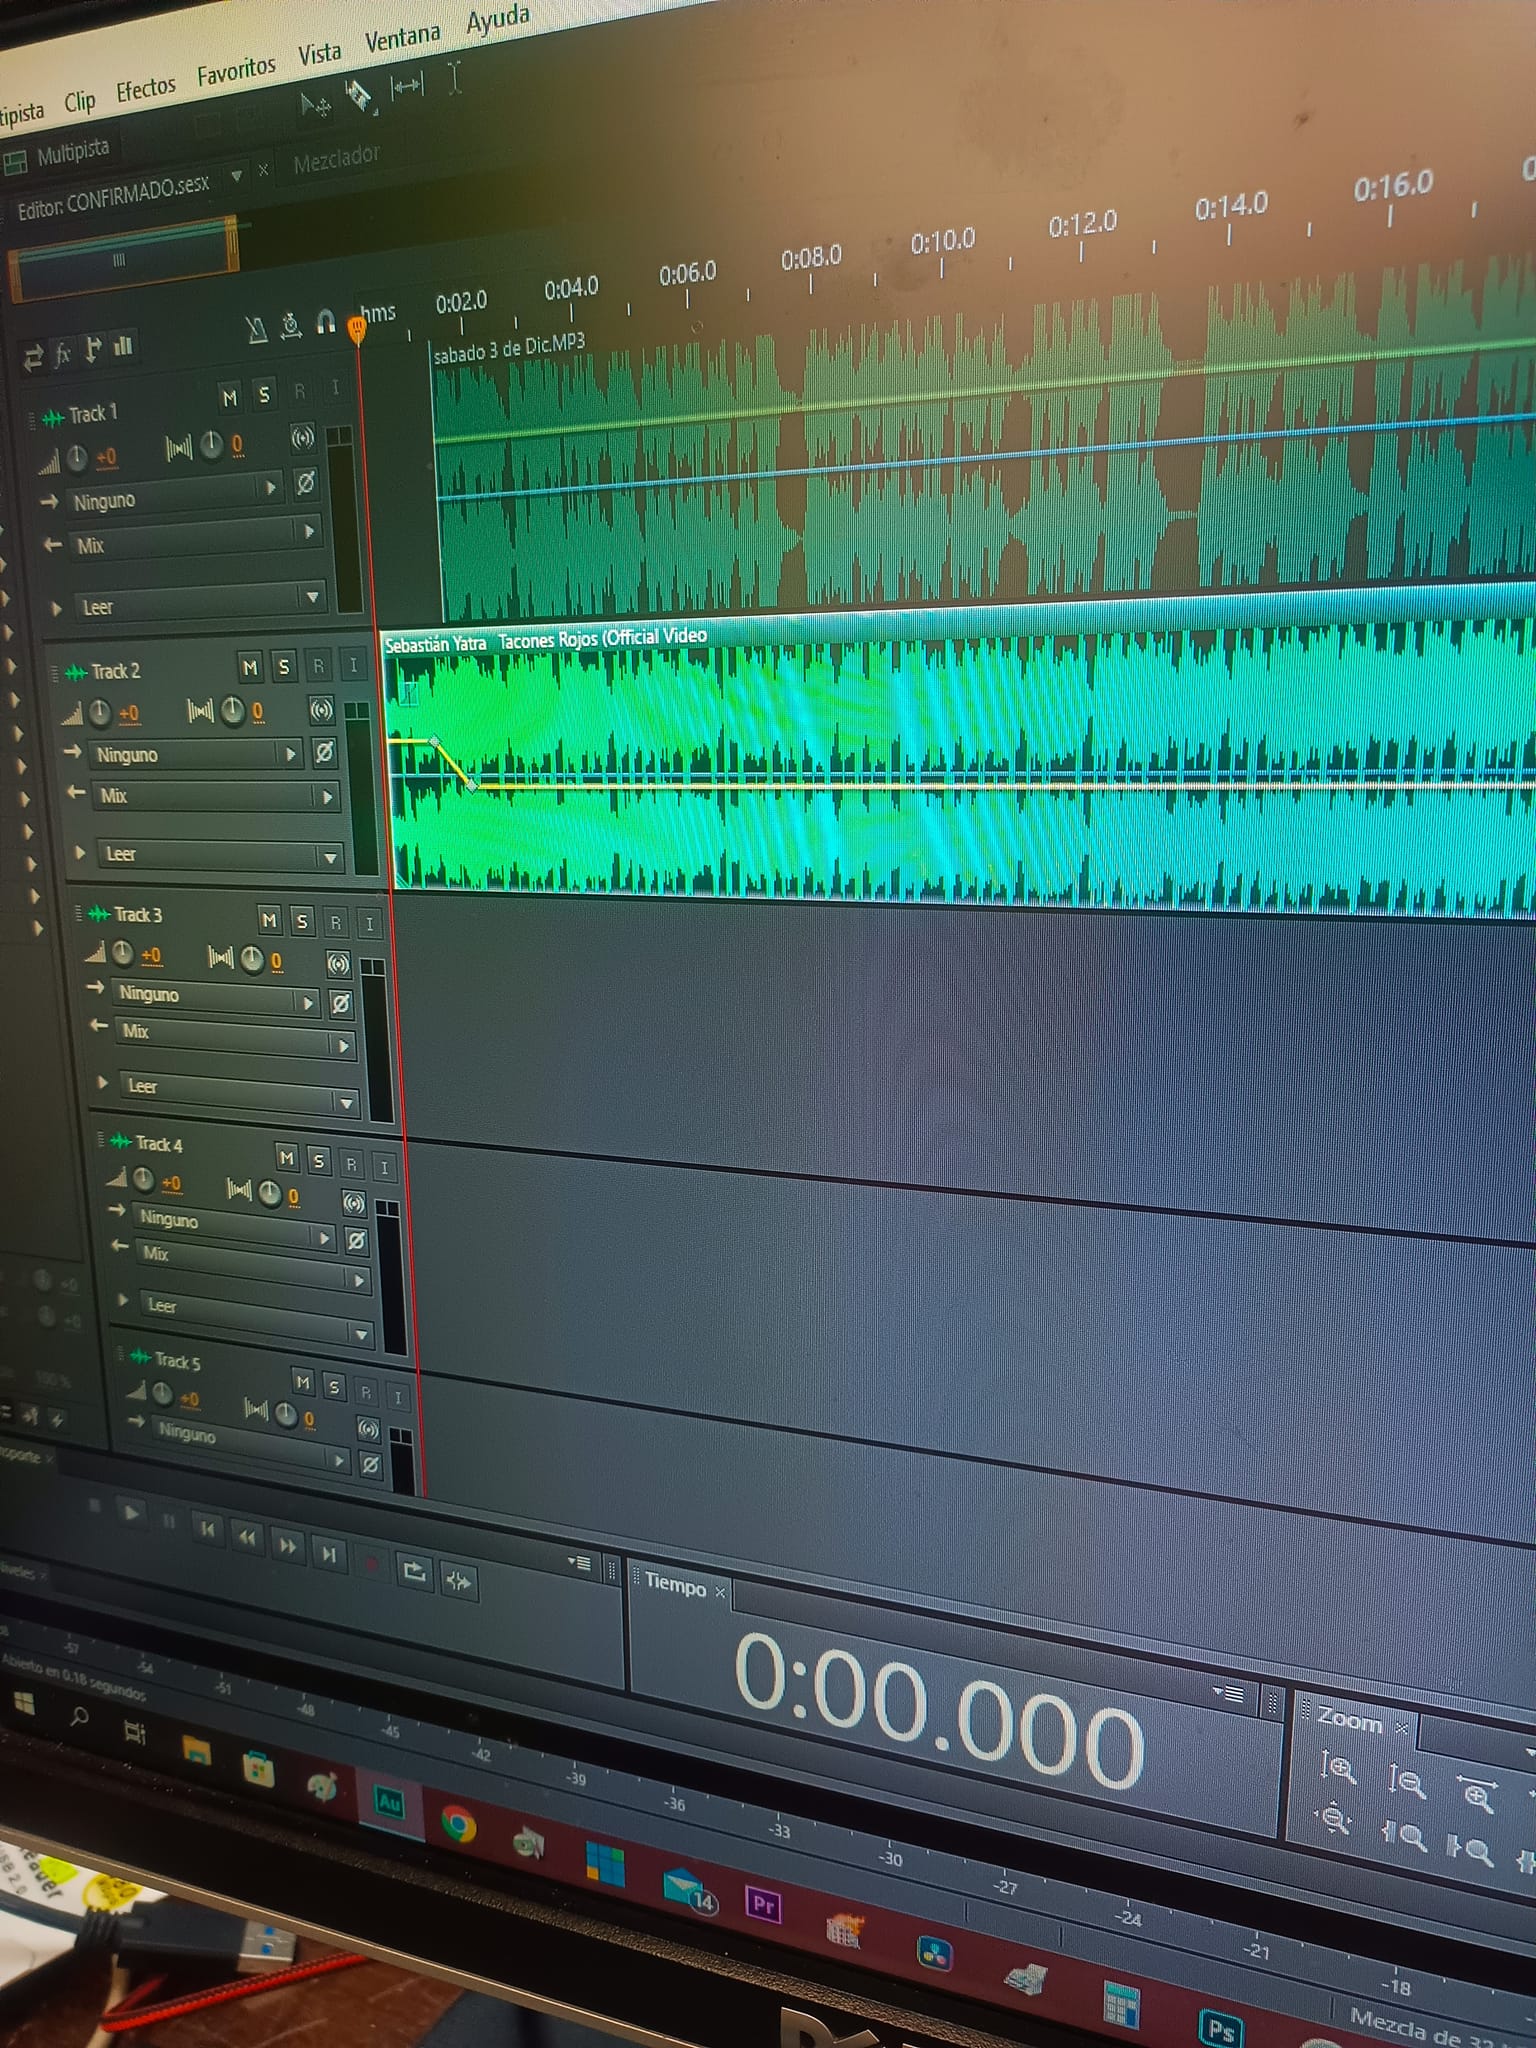 Clip Efectos Favoritos Vista Ventana Ayuda
Multipista
Editor: CONFIRMADO.sesx
Mezclador
hms 0:02.0 0:04.0 0:06.0 0:08.0 0:10.0 0:12.0 0:14.0 0:16.0
fx
sabado 3 de Dic.MP3
Track 1 M S R I
+0 0
Ninguno
Mix
Leer
Sebastián Yatra Tacones Rojos (Official Video
Track 2 M S R I
+0 0
Ninguno
Mix
Leer
Track 3 M S R I
+0 0
Ninguno
Mix
Leer
Track 4 M S R I
+0 0
Ninguno
Mix
Leer
Track 5 M S R I
+0 0
Ninguno
Tiempo
0:00.000
Zoom
-57 -54 -51 -48 -45 -42 -39 -36 -33 -30 -27 -24 -21 -18
Abierto en 0.18 segundos
Mezcla de 32
Au
14
Pr
Ps